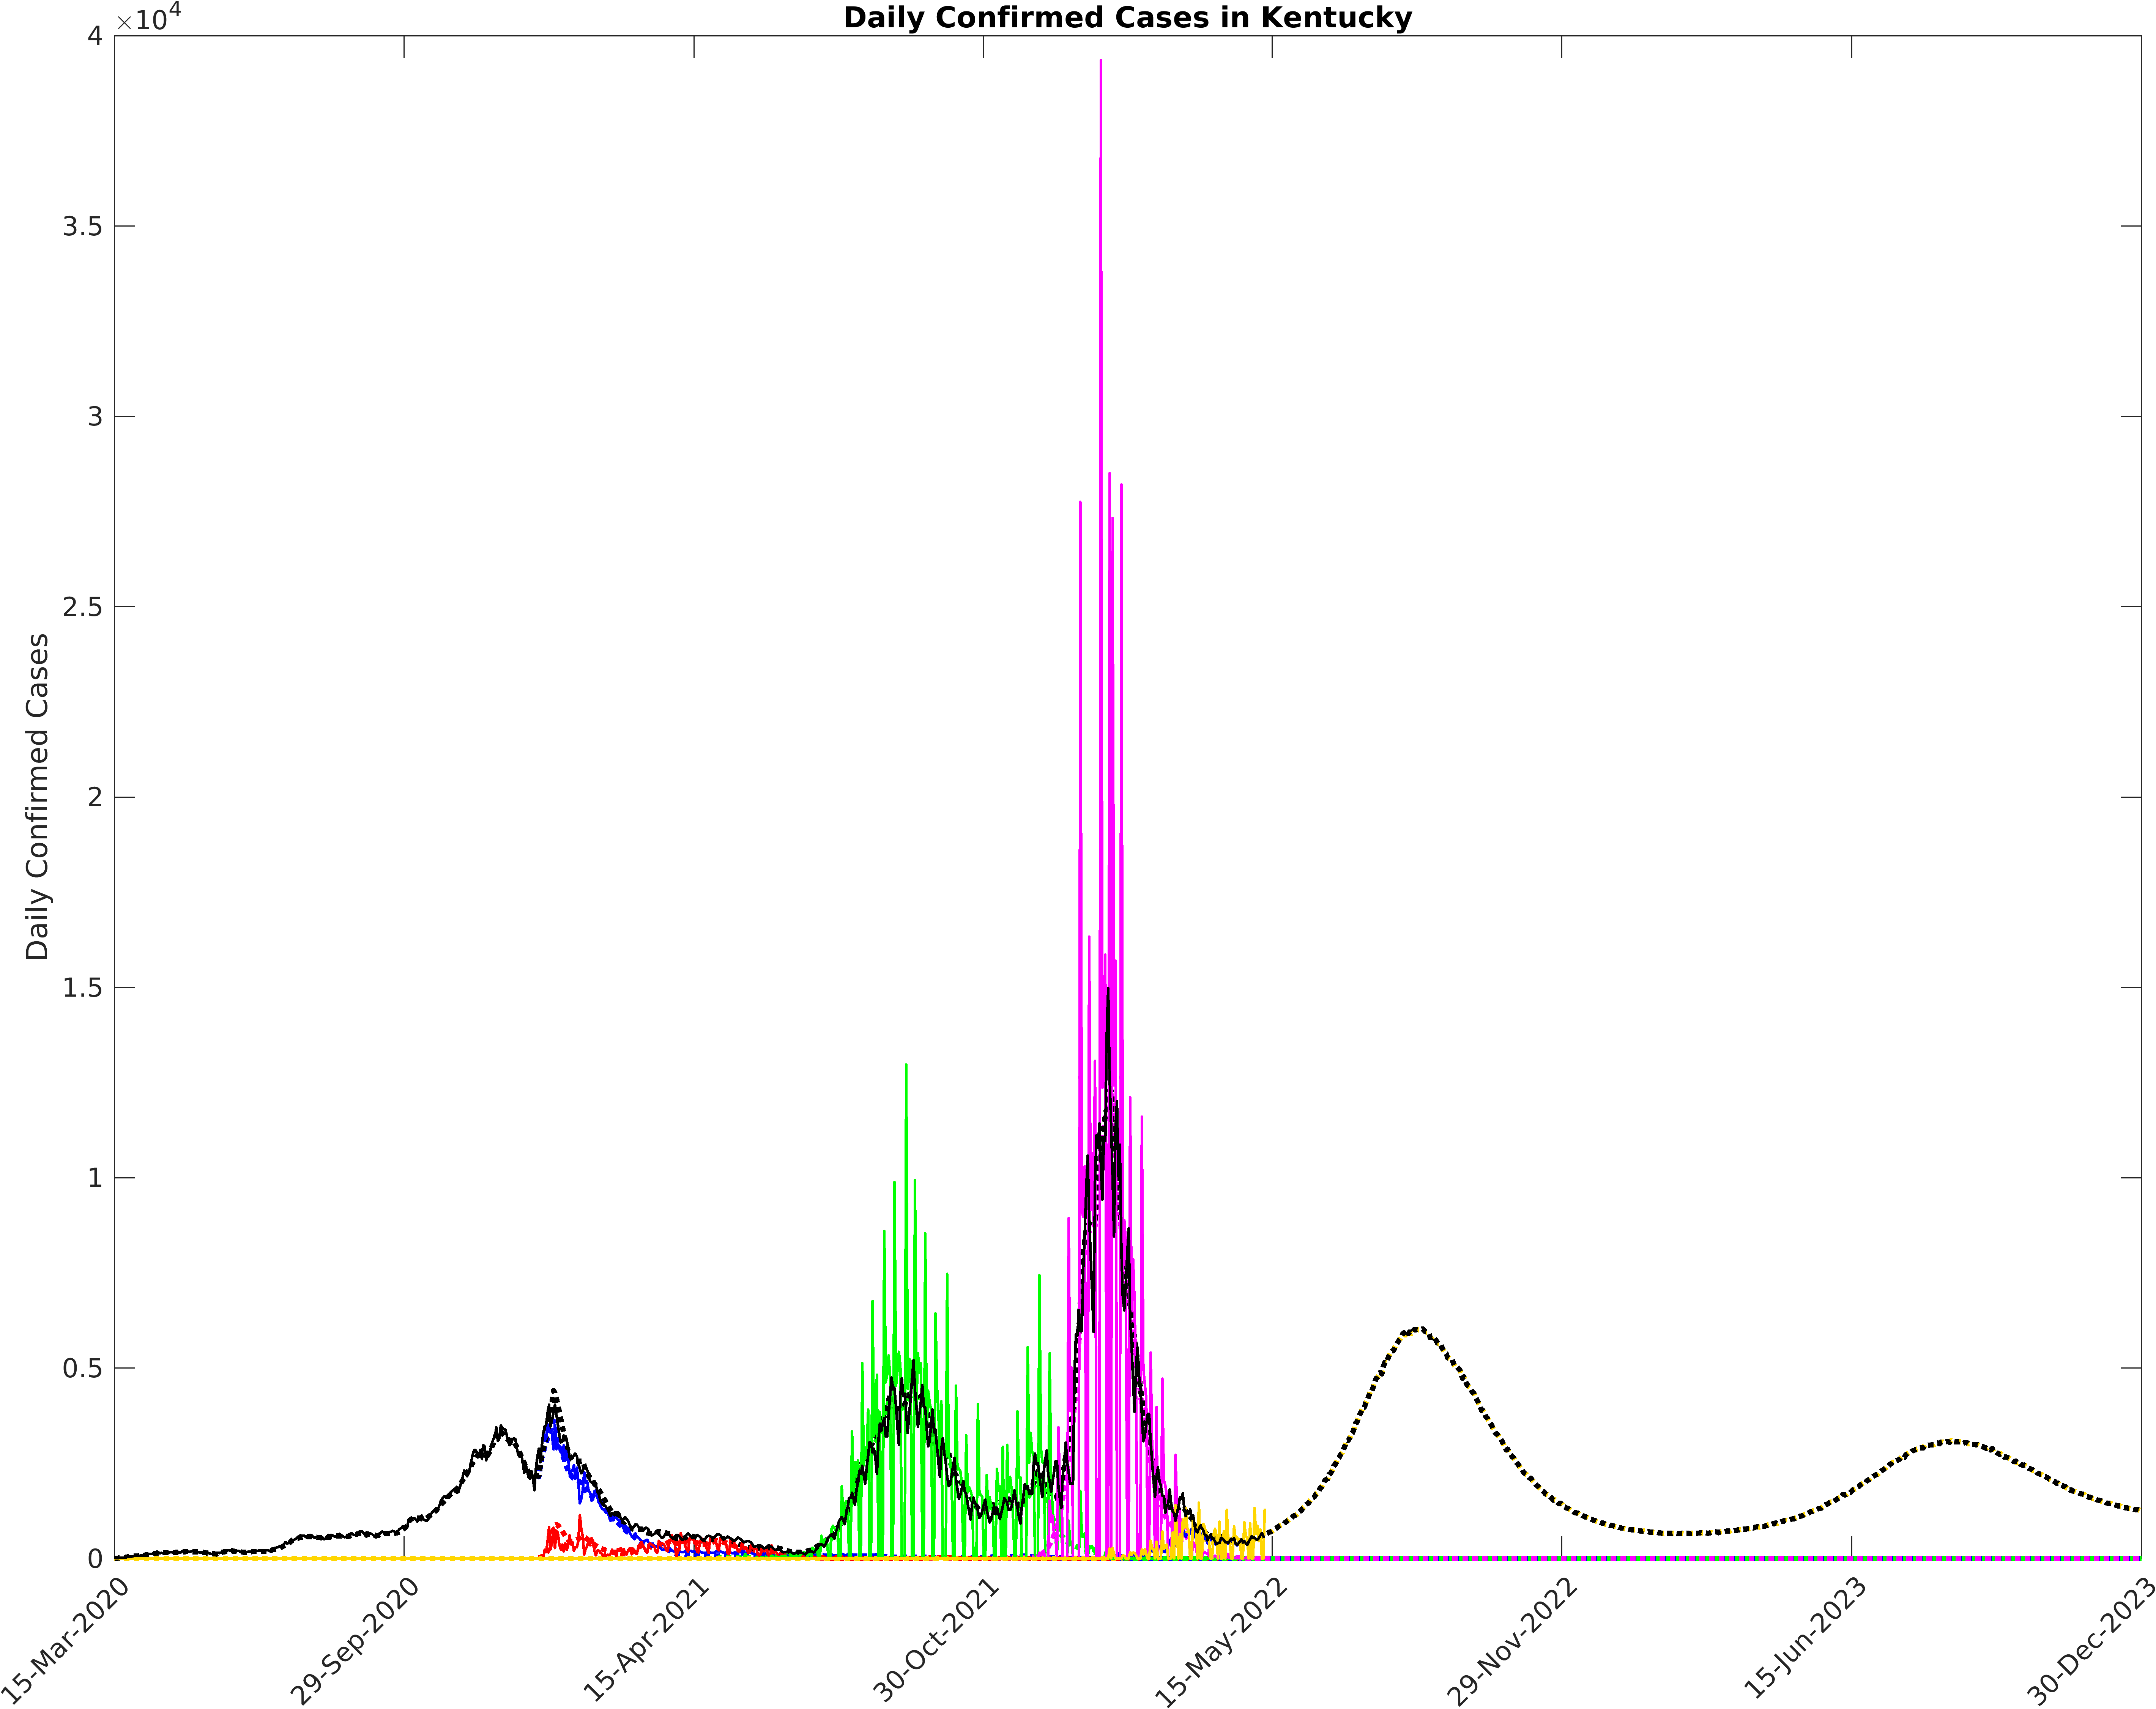 Daily Confirmed Cases in Kentucky
×10⁴
4
3.5
3
2.5
2
1.5
1
0.5
0
Daily Confirmed Cases
15-Mar-2020
29-Sep-2020
15-Apr-2021
30-Oct-2021
15-May-2022
29-Nov-2022
15-Jun-2023
30-Dec-2023